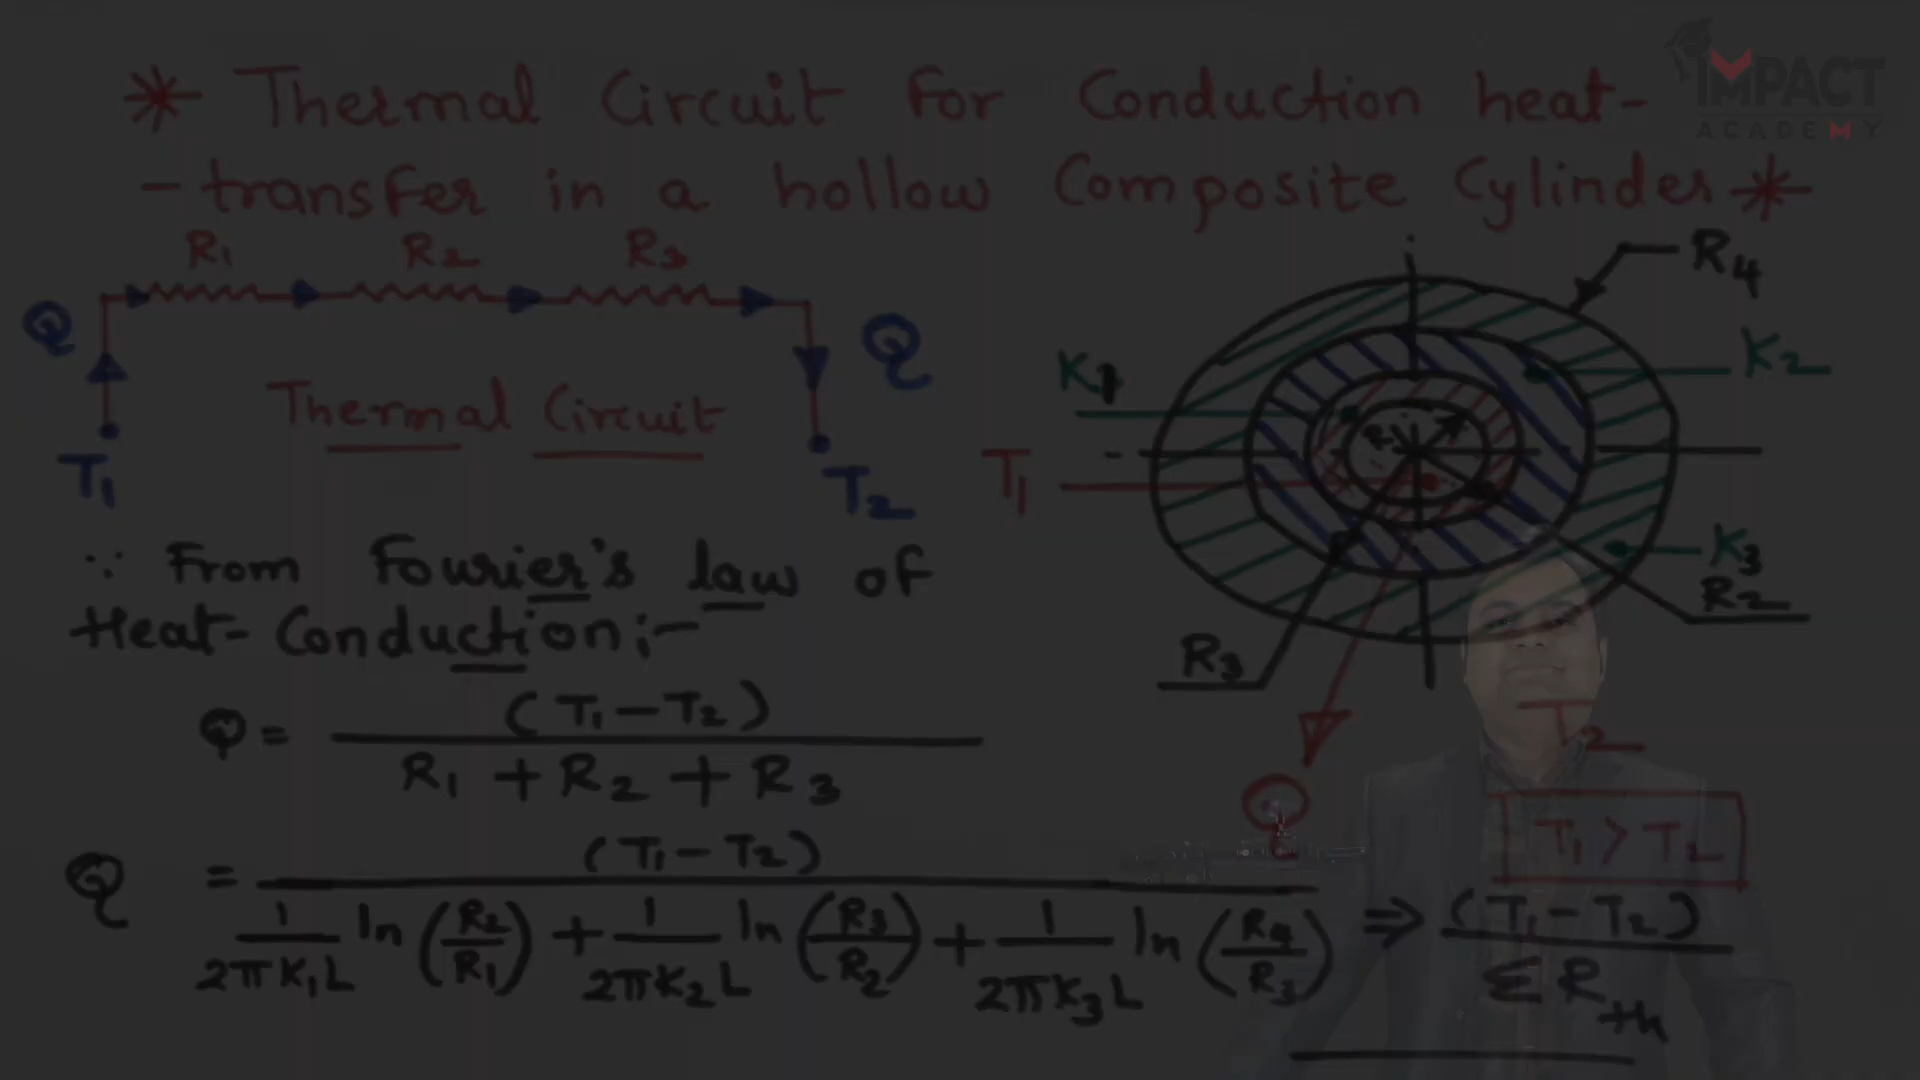 * Thermal Circuit For Conduction heat-
- transfer in a hollow Composite Cylinder *
IMPACT
ACADEMY
R1 R2 R3
Q Q
Thermal Circuit
T1 T2
R4
K1 K2
T1
K3
R2
R3
T2
Q
T1 > T2
∵ From Fourier's law of
Heat-Conduction:-
Q = (T1 - T2) / R1 + R2 + R3
Q = (T1 - T2) / 1/2πK1L ln (R2/R1) + 1/2πK2L ln (R3/R2) + 1/2πK3L ln (R4/R3) ⇒ (T1 - T2) / Σ R+h